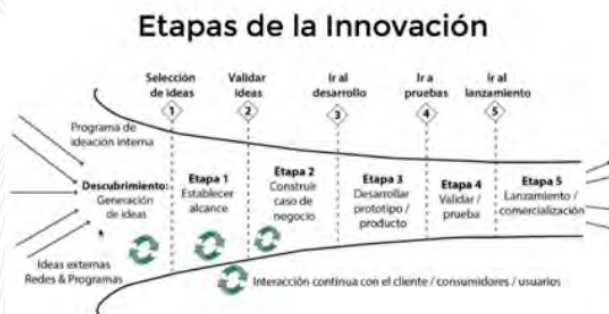 Etapas de la Innovación
Selección
de ideas
1
Validar
ideas
2
Ir al
desarrollo
3
Ir a
pruebas
4
Ir al
lanzamiento
5
Programa de
ideación interna
Descubrimiento:
Generación
de ideas
Etapa 1
Establecer
alcance
Etapa 2
Construir
caso de
negocio
Etapa 3
Desarrollar
prototipo /
producto
Etapa 4
Validar /
prueba
Etapa 5
Lanzamiento /
comercialización
Ideas externas
Redes & Programas
Interacción continua con el cliente / consumidores / usuarios